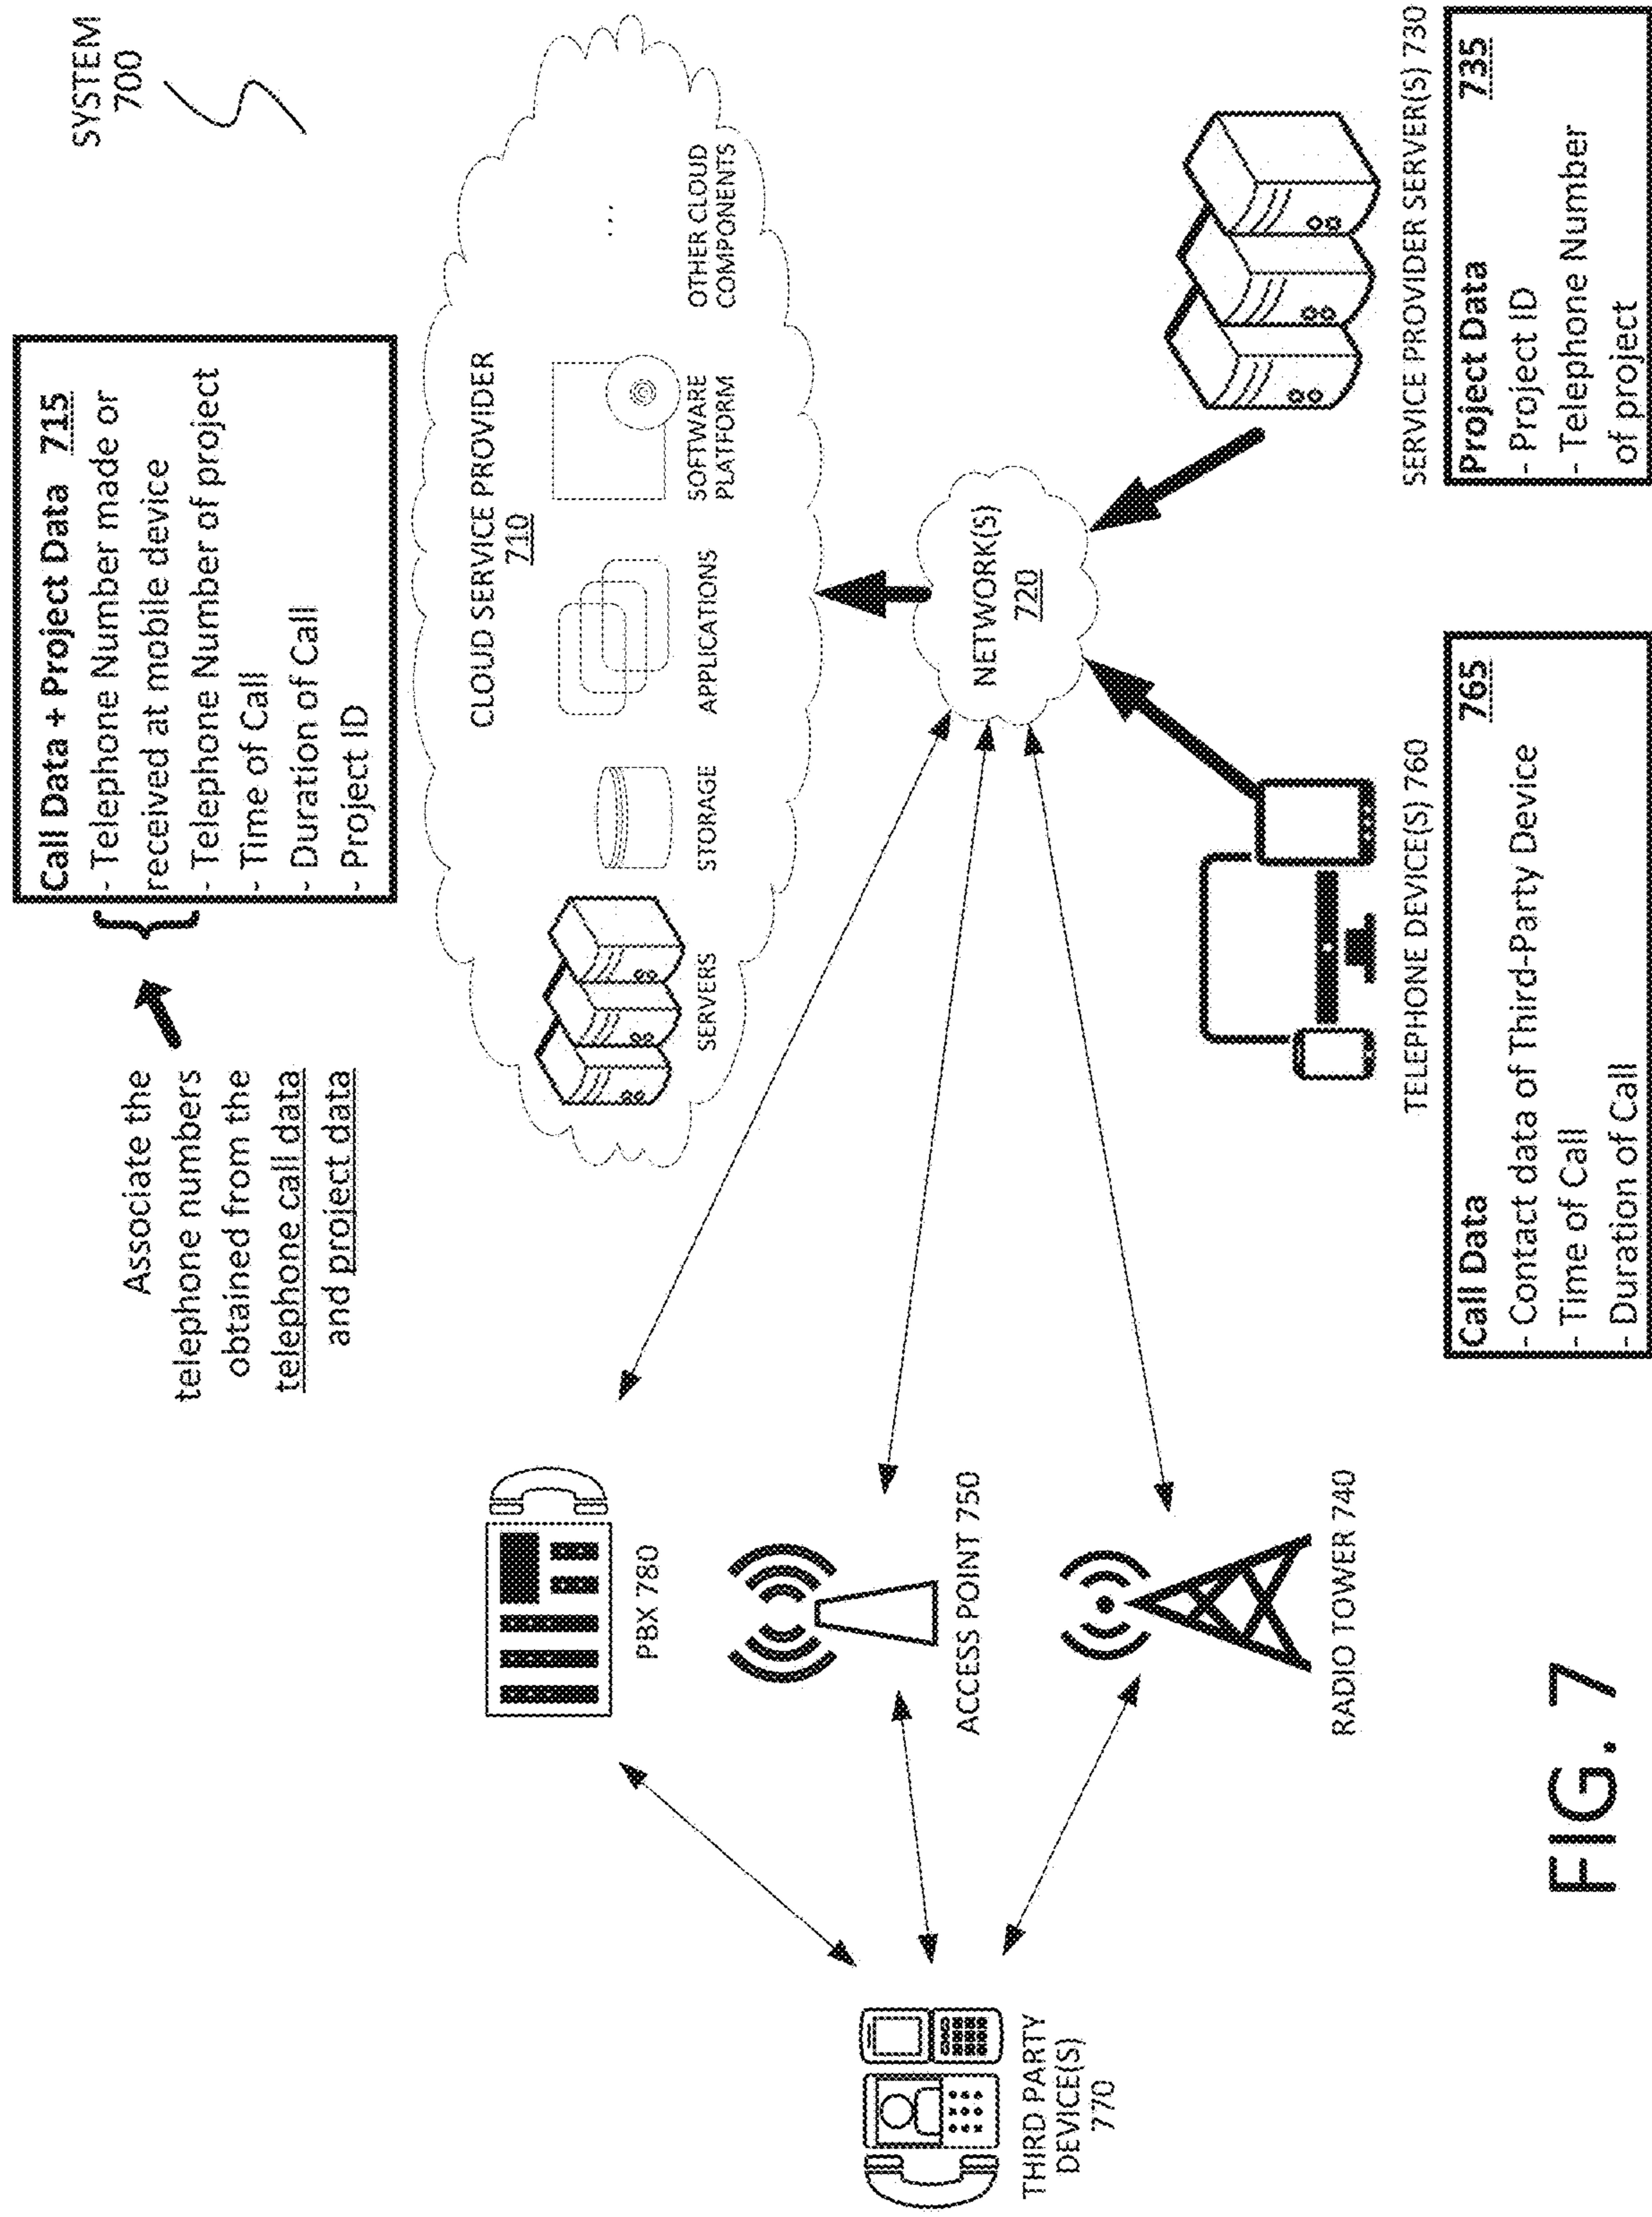 SYSTEM
700
Associate the
telephone numbers
obtained from the
telephone call data
and project data
Call Data + Project Data 715
- Telephone Number made or
received at mobile device
- Telephone Number of project
- Time of Call
- Duration of Call
- Project ID
CLOUD SERVICE PROVIDER
710
SERVERS
STORAGE
APPLICATIONS
SOFTWARE
PLATFORM
...
OTHER CLOUD
COMPONENTS
PBX 780
ACCESS POINT 750
RADIO TOWER 740
THIRD PARTY
DEVICE(S)
770
NETWORK(S)
720
TELEPHONE DEVICE(S) 760
Call Data 765
- Contact data of Third-Party Device
- Time of Call
- Duration of Call
SERVICE PROVIDER SERVER(S) 730
Project Data 735
- Project ID
- Telephone Number
of project
FIG. 7